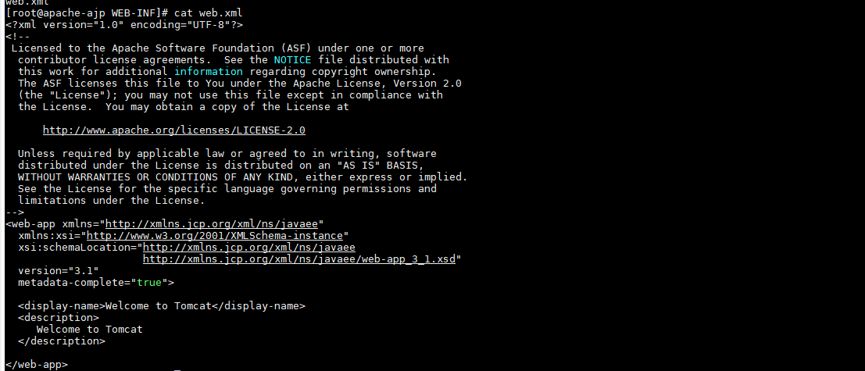 web.xml
[root@apache-ajp WEB-INF]# cat web.xml
<?xml version="1.0" encoding="UTF-8"?>
<!--
 Licensed to the Apache Software Foundation (ASF) under one or more
  contributor license agreements.  See the NOTICE file distributed with
  this work for additional information regarding copyright ownership.
  The ASF licenses this file to You under the Apache License, Version 2.0
  (the "License"); you may not use this file except in compliance with
  the License.  You may obtain a copy of the License at

      http://www.apache.org/licenses/LICENSE-2.0

  Unless required by applicable law or agreed to in writing, software
  distributed under the License is distributed on an "AS IS" BASIS,
  WITHOUT WARRANTIES OR CONDITIONS OF ANY KIND, either express or implied.
  See the License for the specific language governing permissions and
  limitations under the License.
-->
<web-app xmlns="http://xmlns.jcp.org/xml/ns/javaee"
  xmlns:xsi="http://www.w3.org/2001/XMLSchema-instance"
  xsi:schemaLocation="http://xmlns.jcp.org/xml/ns/javaee
                      http://xmlns.jcp.org/xml/ns/javaee/web-app_3_1.xsd"
  version="3.1"
  metadata-complete="true">

  <display-name>Welcome to Tomcat</display-name>
  <description>
     Welcome to Tomcat
  </description>

</web-app>